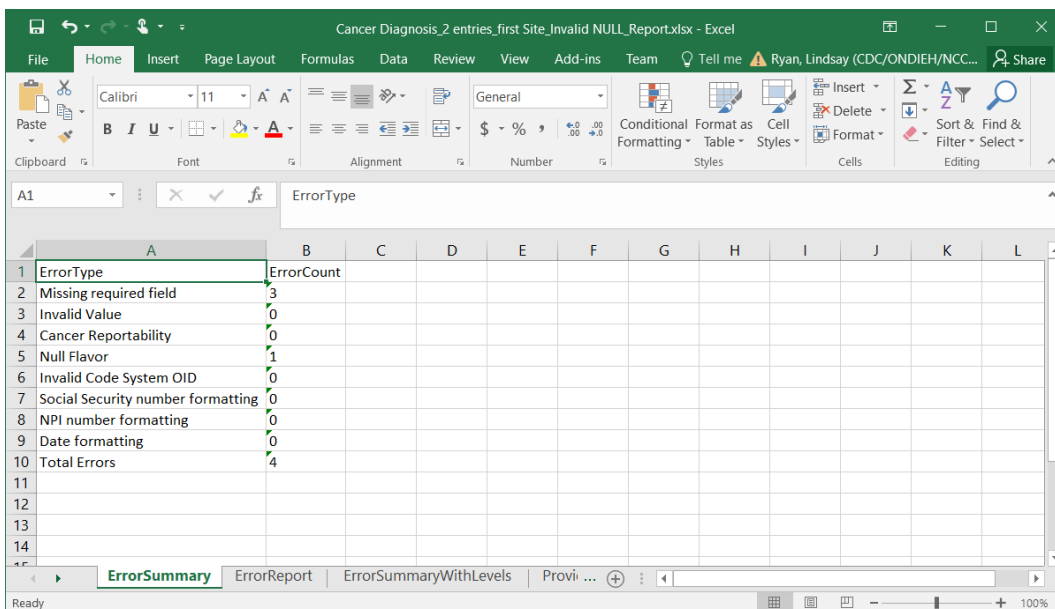 Cancer Diagnosis_2 entries_first Site_Invalid NULL_Report.xlsx - Excel
File Home Insert Page Layout Formulas Data Review View Add-ins Team Tell me Ryan, Lindsay (CDC/ONDIEH/NCC... Share
Paste
Calibri 11 A A
B I U A
General
$ % ,
.00 .0
Conditional Formatting
Format as Table
Cell Styles
Insert
Delete
Format
Σ
A Z
Sort & Filter
Find & Select
Clipboard Font Alignment Number Styles Cells Editing
A1 fx ErrorType
A B C D E F G H I J K L
1 ErrorType ErrorCount
2 Missing required field 3
3 Invalid Value 0
4 Cancer Reportability 0
5 Null Flavor 1
6 Invalid Code System OID 0
7 Social Security number formatting 0
8 NPI number formatting 0
9 Date formatting 0
10 Total Errors 4
11
12
13
14
ErrorSummary ErrorReport ErrorSummaryWithLevels Provi ...
Ready 100%